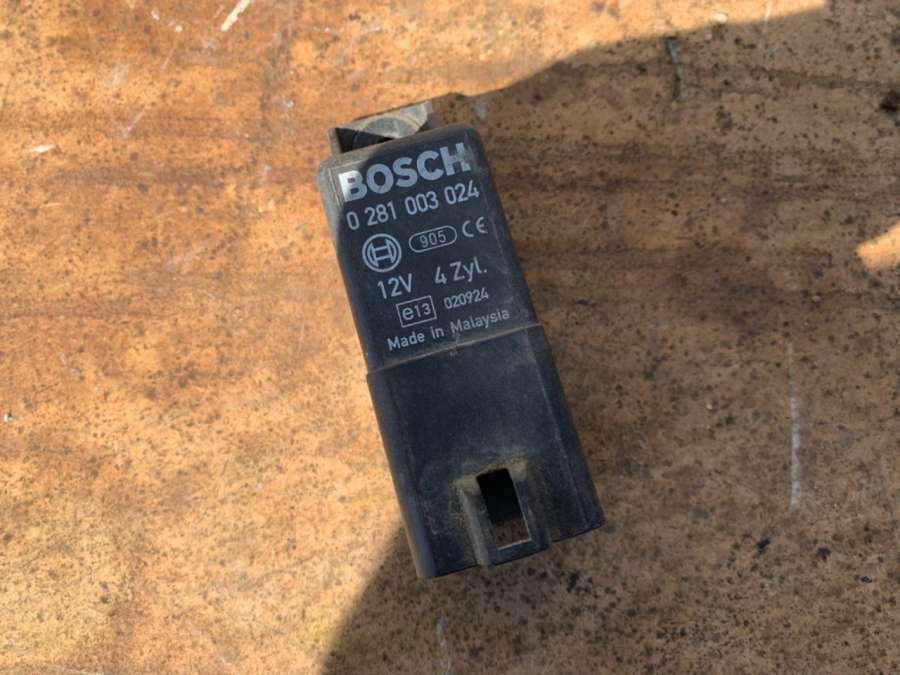 BOSCH
0 281 003 024
905 CE
12V 4 Zyl.
e13 020924
Made in Malaysia